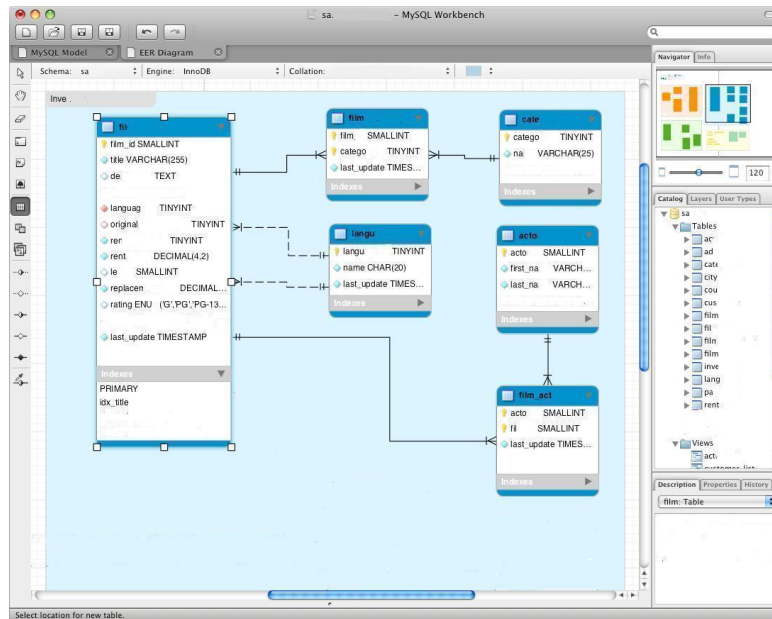 sa. – MySQL Workbench
MySQL Model
EER Diagram
Schema: sa
Engine: InnoDB
Collation:
Inve
fil
film_id SMALLINT
title VARCHAR(255)
de TEXT
languag TINYINT
original TINYINT
rer TINYINT
rent DECIMAL(4,2)
le SMALLINT
replacen DECIMAL...
rating ENU ('G','PG','PG-13...
last_update TIMESTAMP
Indexes
PRIMARY
idx_title
film
film_ SMALLINT
catego TINYINT
last_update TIMES...
Indexes
cate
catego TINYINT
na VARCHAR(25)
Indexes
langu
langu TINYINT
name CHAR(20)
last_update TIMES...
Indexes
acto
acto SMALLINT
first_na VARCH...
last_na VARCH...
Indexes
film_act
acto SMALLINT
fil SMALLINT
last_update TIMES...
Indexes
Navigator
Info
120
Catalog
Layers
User Types
sa
Tables
ac
ad
cate
city
cou
cus
film
fil
film
inve
lang
pa
rent
Views
act
customer_list
Description
Properties
History
film: Table
Select location for new table.